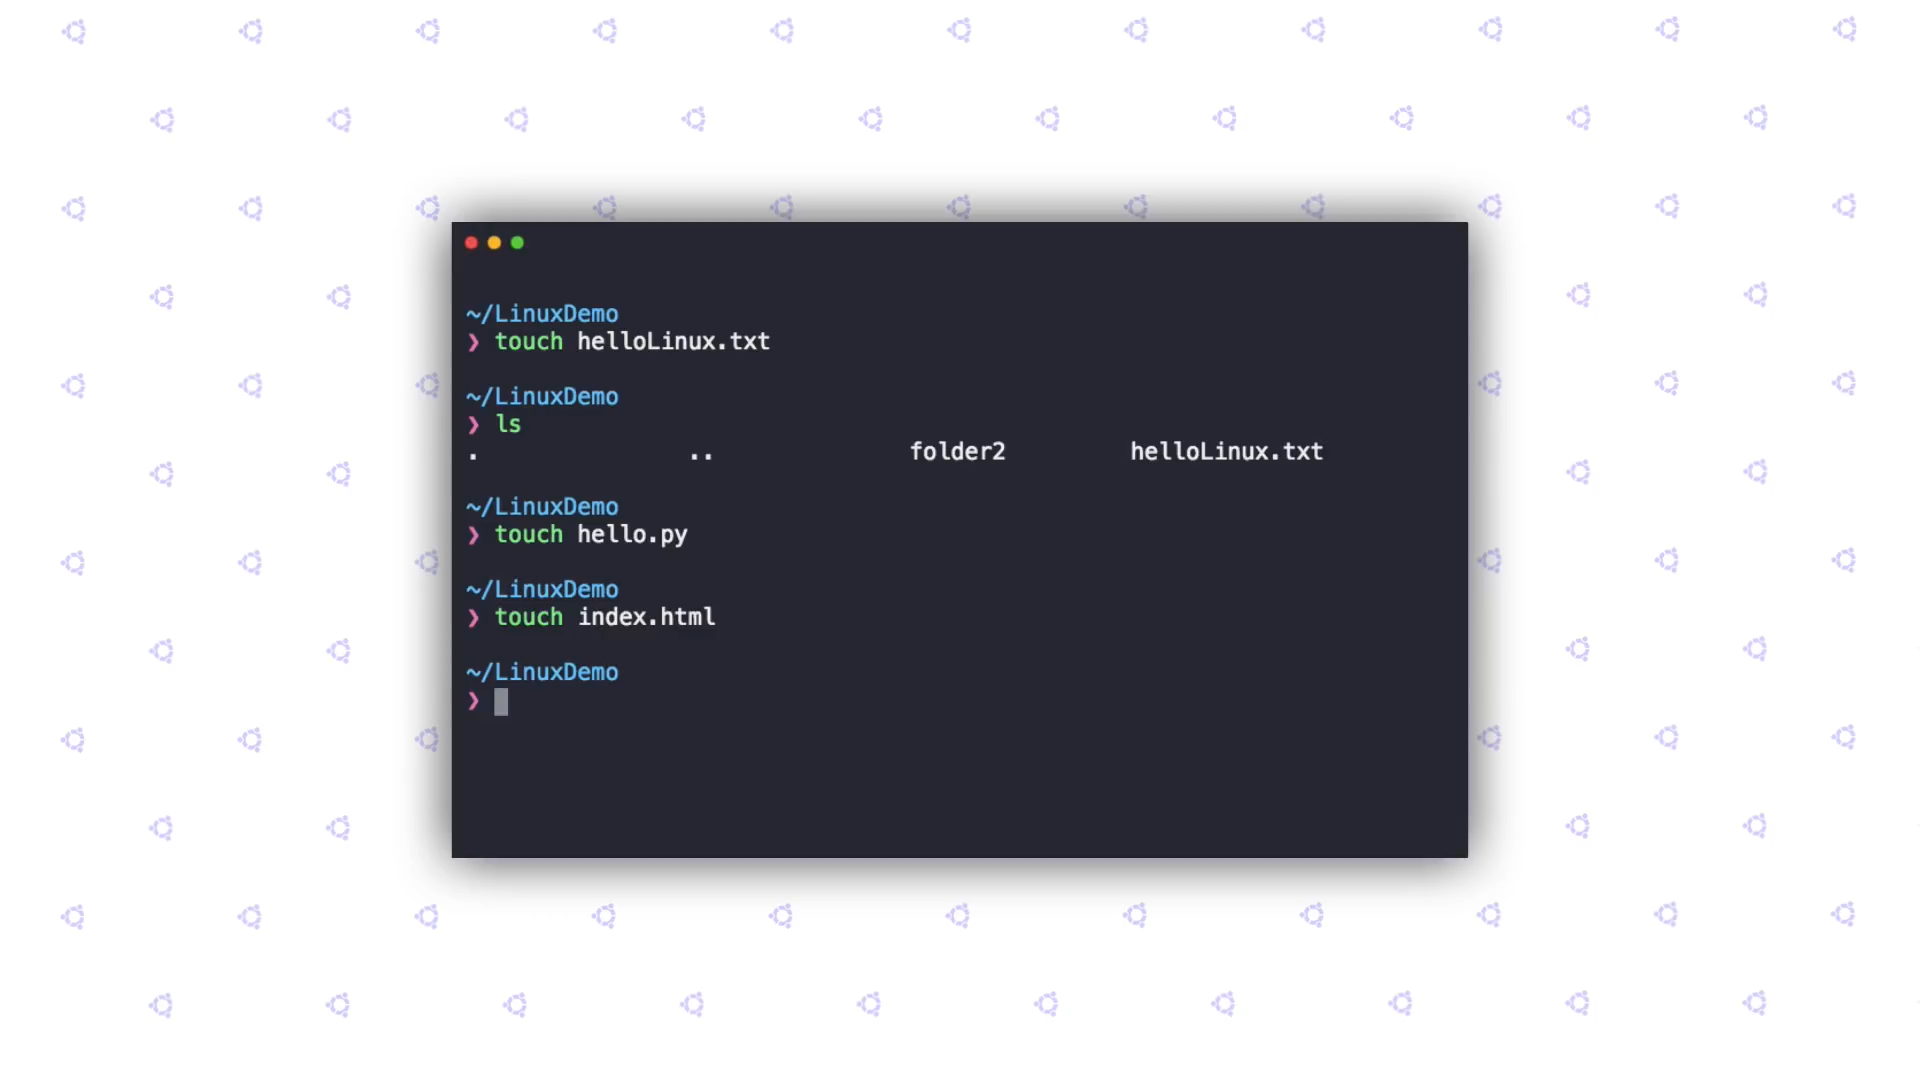 ~/LinuxDemo
❯ touch helloLinux.txt
~/LinuxDemo
❯ ls
. .. folder2 helloLinux.txt
~/LinuxDemo
❯ touch hello.py
~/LinuxDemo
❯ touch index.html
~/LinuxDemo
❯